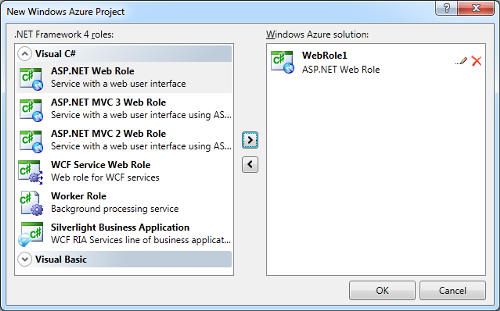 New Windows Azure Project
.NET Framework 4 roles:
Windows Azure solution:
Visual C#
ASP.NET Web Role
Service with a web user interface
ASP.NET MVC 3 Web Role
Service with a web user interface using AS...
ASP.NET MVC 2 Web Role
Service with a web user interface using AS...
WCF Service Web Role
Web role for WCF services
Worker Role
Background processing service
Silverlight Business Application
WCF RIA Services line of business applicat...
Visual Basic
WebRole1
ASP.NET Web Role
OK
Cancel